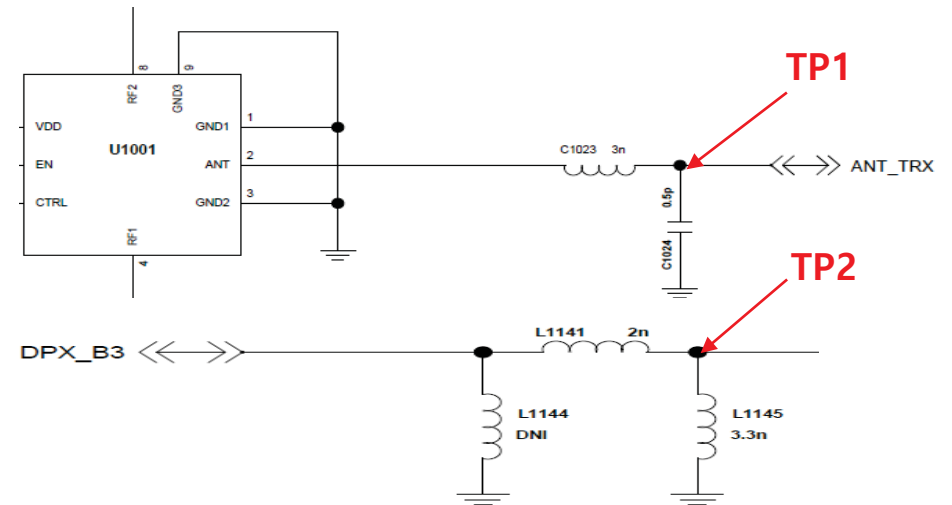 8
9
RF2
GND3
TP1
VDD
GND1
1
U1001
C1023 3n
EN
ANT
2
ANT_TRX
CTRL
GND2
3
0.5p
RF1
C1024
4
TP2
L1141 2n
DPX_B3
L1144
DNI
L1145
3.3n